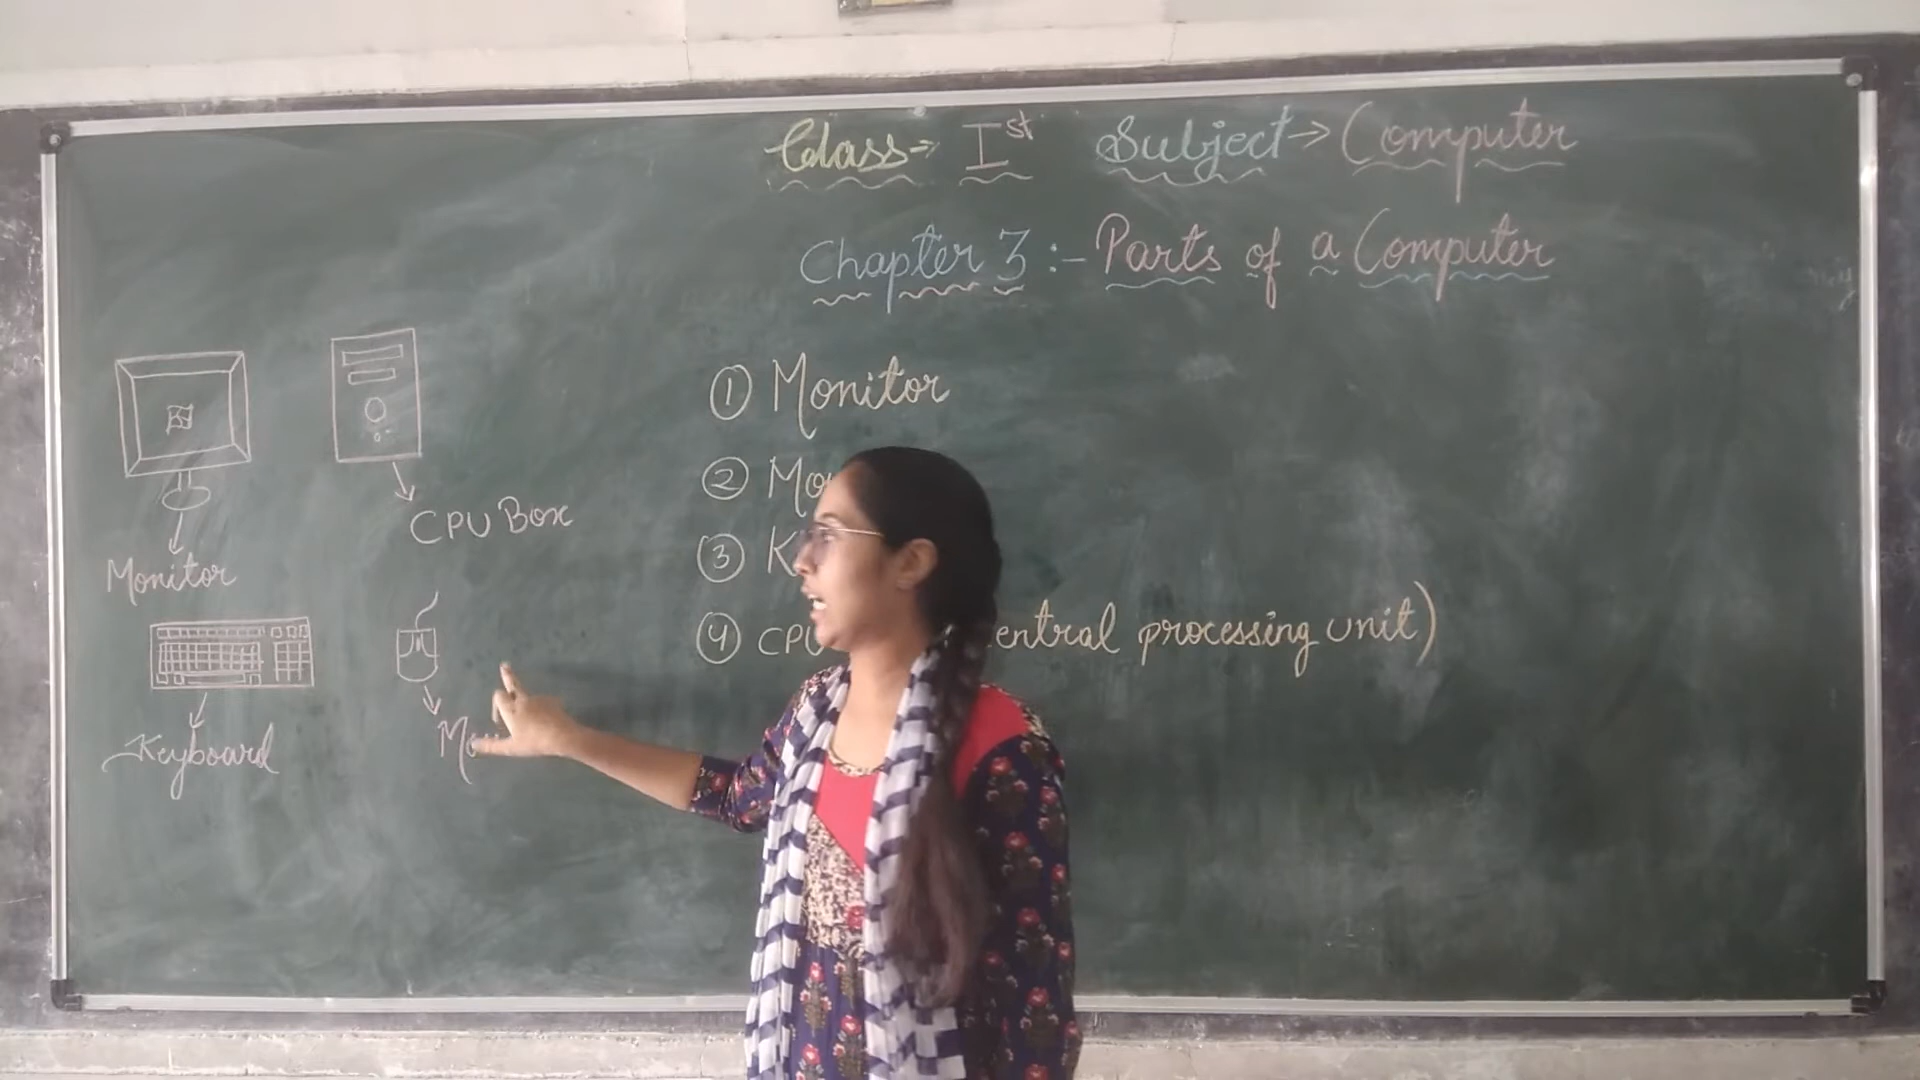 Class → Ist Subject → Computer
Chapter 3 :- Parts of a Computer
① Monitor
②
③
④ CPU entral processing unit)
Monitor
CPU Box
Keyboard